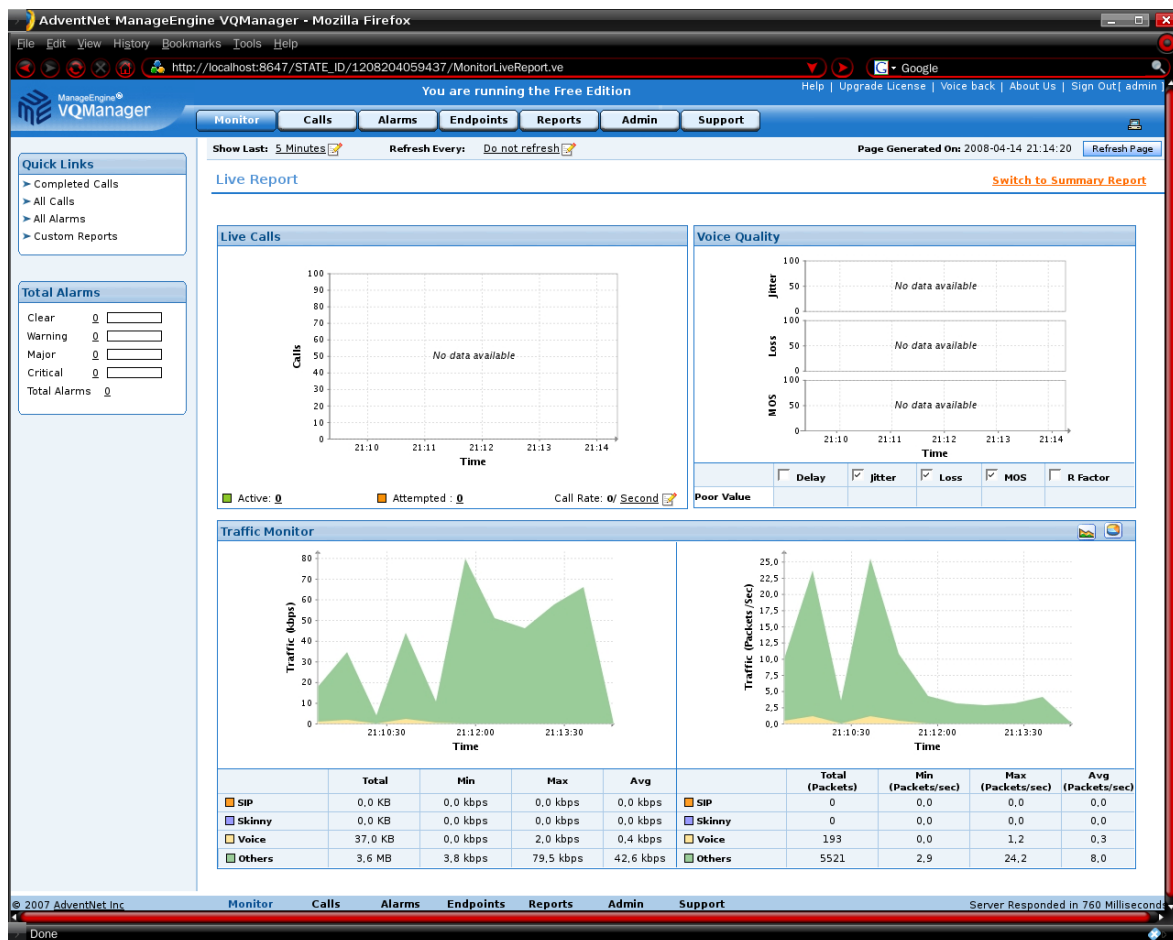 AdventNet ManageEngine VQManager - Mozilla Firefox
File Edit View History Bookmarks Tools Help
http://localhost:8647/STATE_ID/1208204059437/MonitorLiveReport.ve
G Google
ManageEngine®
VQManager
You are running the Free Edition
Help | Upgrade License | Voice back | About Us | Sign Out[ admin ]
Monitor Calls Alarms Endpoints Reports Admin Support
Show Last: 5 Minutes Refresh Every: Do not refresh Page Generated On: 2008-04-14 21:14:20 Refresh Page
Quick Links
Completed Calls
All Calls
All Alarms
Custom Reports
Total Alarms
Clear 0
Warning 0
Major 0
Critical 0
Total Alarms 0
Live Report
Switch to Summary Report
Live Calls
100
90
80
70
60
50
40
30
20
10
0
Calls
No data available
21:10 21:11 21:12 21:13 21:14
Time
Active: 0 Attempted : 0 Call Rate: 0/ Second
Voice Quality
100
50
0
Jitter
No data available
100
50
0
Loss
No data available
100
50
0
MOS
No data available
21:10 21:11 21:12 21:13 21:14
Time
Delay Jitter Loss MOS R Factor
Poor Value
Traffic Monitor
80
70
60
50
40
30
20
10
0
Traffic (kbps)
21:10:30 21:12:00 21:13:30
Time
25,0
22,5
20,0
17,5
15,0
12,5
10,0
7,5
5,0
2,5
0,0
Traffic (Packets /Sec)
21:10:30 21:12:00 21:13:30
Time
Total Min Max Avg
SIP 0,0 KB 0,0 kbps 0,0 kbps 0,0 kbps
Skinny 0,0 KB 0,0 kbps 0,0 kbps 0,0 kbps
Voice 37,0 KB 0,0 kbps 2,0 kbps 0,4 kbps
Others 3,6 MB 3,8 kbps 79,5 kbps 42,6 kbps
Total Min Max Avg
(Packets) (Packets/sec) (Packets/sec) (Packets/sec)
SIP 0 0,0 0,0 0,0
Skinny 0 0,0 0,0 0,0
Voice 193 0,0 1,2 0,3
Others 5521 2,9 24,2 8,0
© 2007 AdventNet Inc Monitor Calls Alarms Endpoints Reports Admin Support Server Responded in 760 Milliseconds
Done